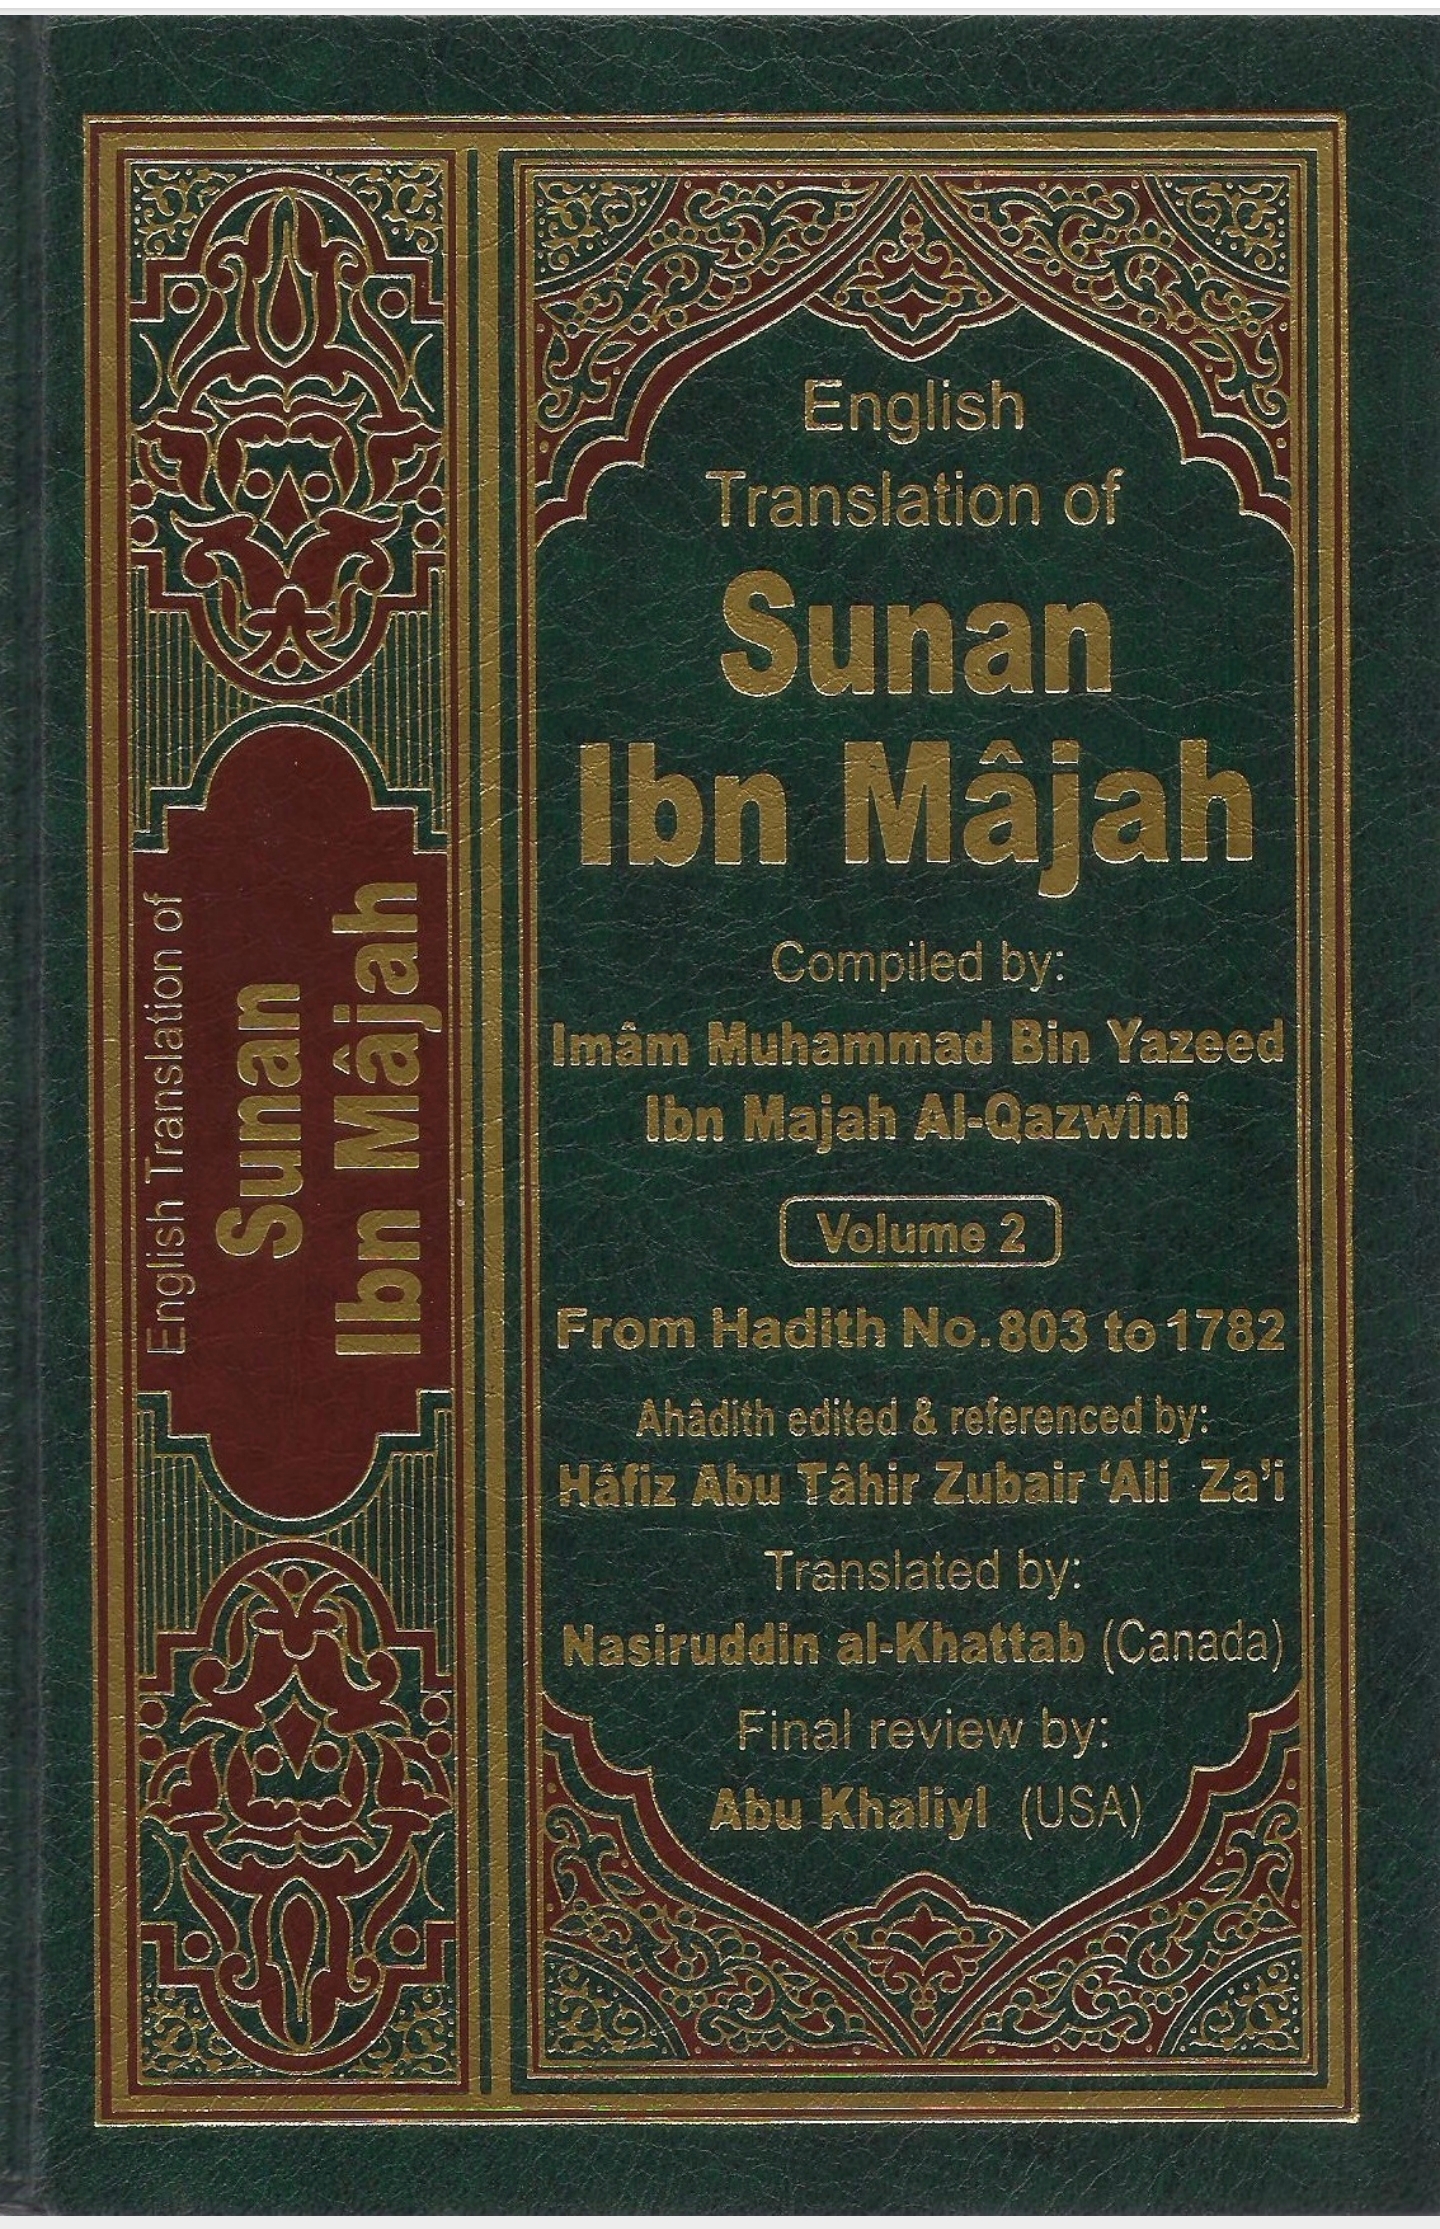 English Translation of
Sunan
Ibn Mâjah
English
Translation of
Sunan
Ibn Mâjah
Compiled by:
Imâm Muhammad Bin Yazeed
Ibn Majah Al-Qazwînî
Volume 2
From Hadith No. 803 to 1782
Ahâdith edited & referenced by:
Hâfiz Abu Tâhir Zubair ‘Ali Za’i
Translated by:
Nasiruddin al-Khattab (Canada)
Final review by:
Abu Khaliyl (USA)